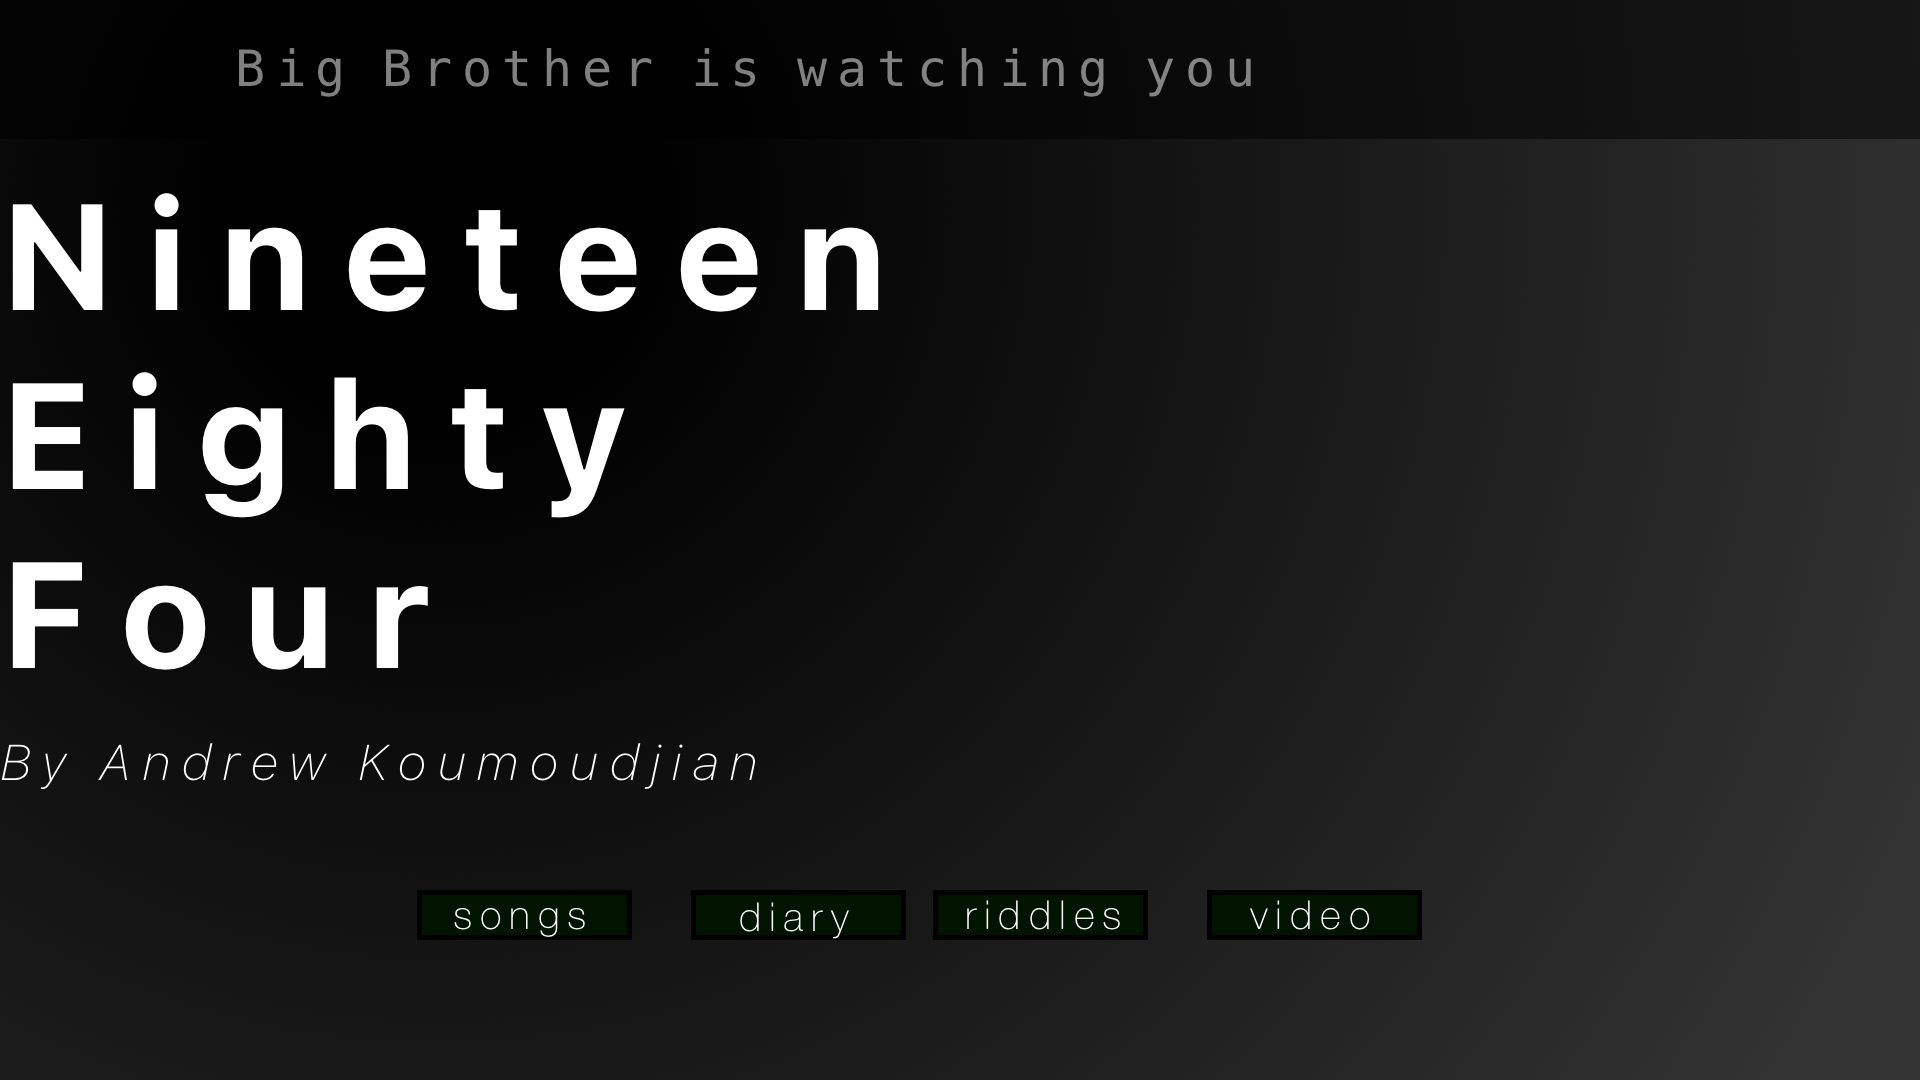 Big Brother is watching you
Nineteen
Eighty
Four
By Andrew Koumoudjian
songs diary riddles video